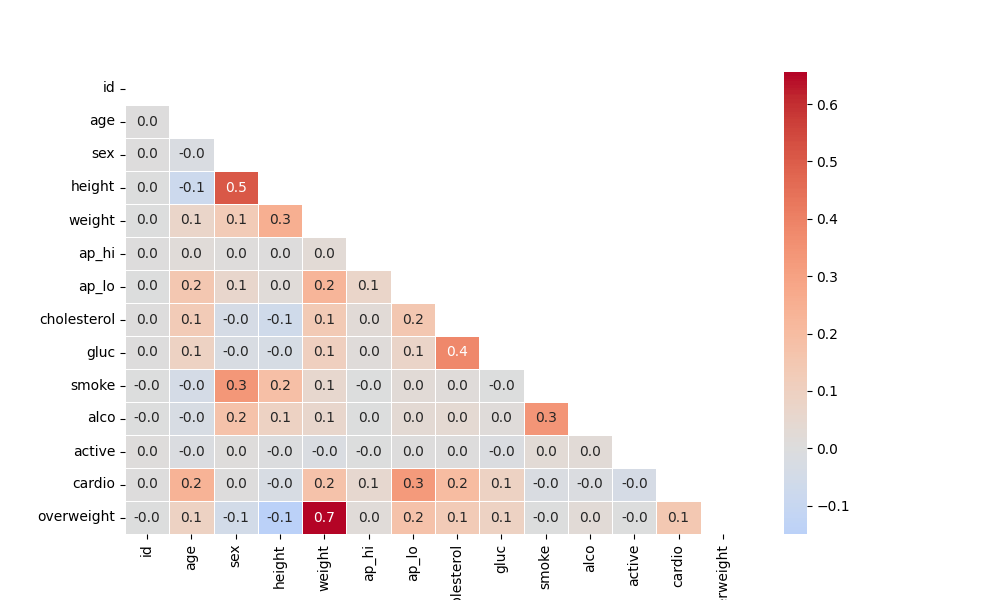 id
age 0.0
sex 0.0 -0.0
height 0.0 -0.1 0.5
weight 0.0 0.1 0.1 0.3
ap_hi 0.0 0.0 0.0 0.0 0.0
ap_lo 0.0 0.2 0.1 0.0 0.2 0.1
cholesterol 0.0 0.1 -0.0 -0.1 0.1 0.0 0.2
gluc 0.0 0.1 -0.0 -0.0 0.1 0.0 0.1 0.4
smoke -0.0 -0.0 0.3 0.2 0.1 -0.0 0.0 0.0 -0.0
alco -0.0 -0.0 0.2 0.1 0.1 0.0 0.0 0.0 0.0 0.3
active 0.0 -0.0 0.0 -0.0 -0.0 -0.0 0.0 0.0 -0.0 0.0 0.0
cardio 0.0 0.2 0.0 -0.0 0.2 0.1 0.3 0.2 0.1 -0.0 -0.0 -0.0
overweight -0.0 0.1 -0.1 -0.1 0.7 0.0 0.2 0.1 0.1 -0.0 0.0 -0.0 0.1
id age sex height weight ap_hi ap_lo olesterol gluc smoke alco active cardio erweight
0.6
0.5
0.4
0.3
0.2
0.1
0.0
−0.1